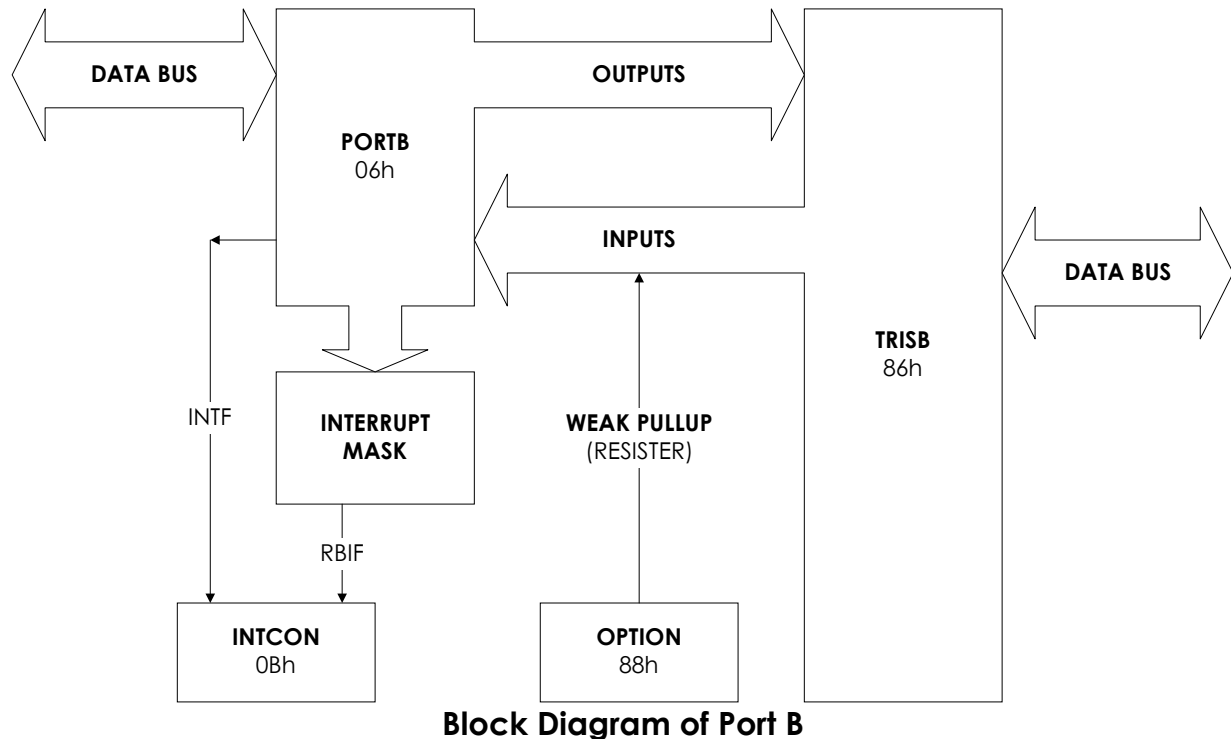 DATA BUS
OUTPUTS
PORTB
06h
INPUTS
DATA BUS
TRISB
86h
INTF
INTERRUPT
MASK
WEAK PULLUP
(RESISTER)
RBIF
INTCON
0Bh
OPTION
88h
Block Diagram of Port B